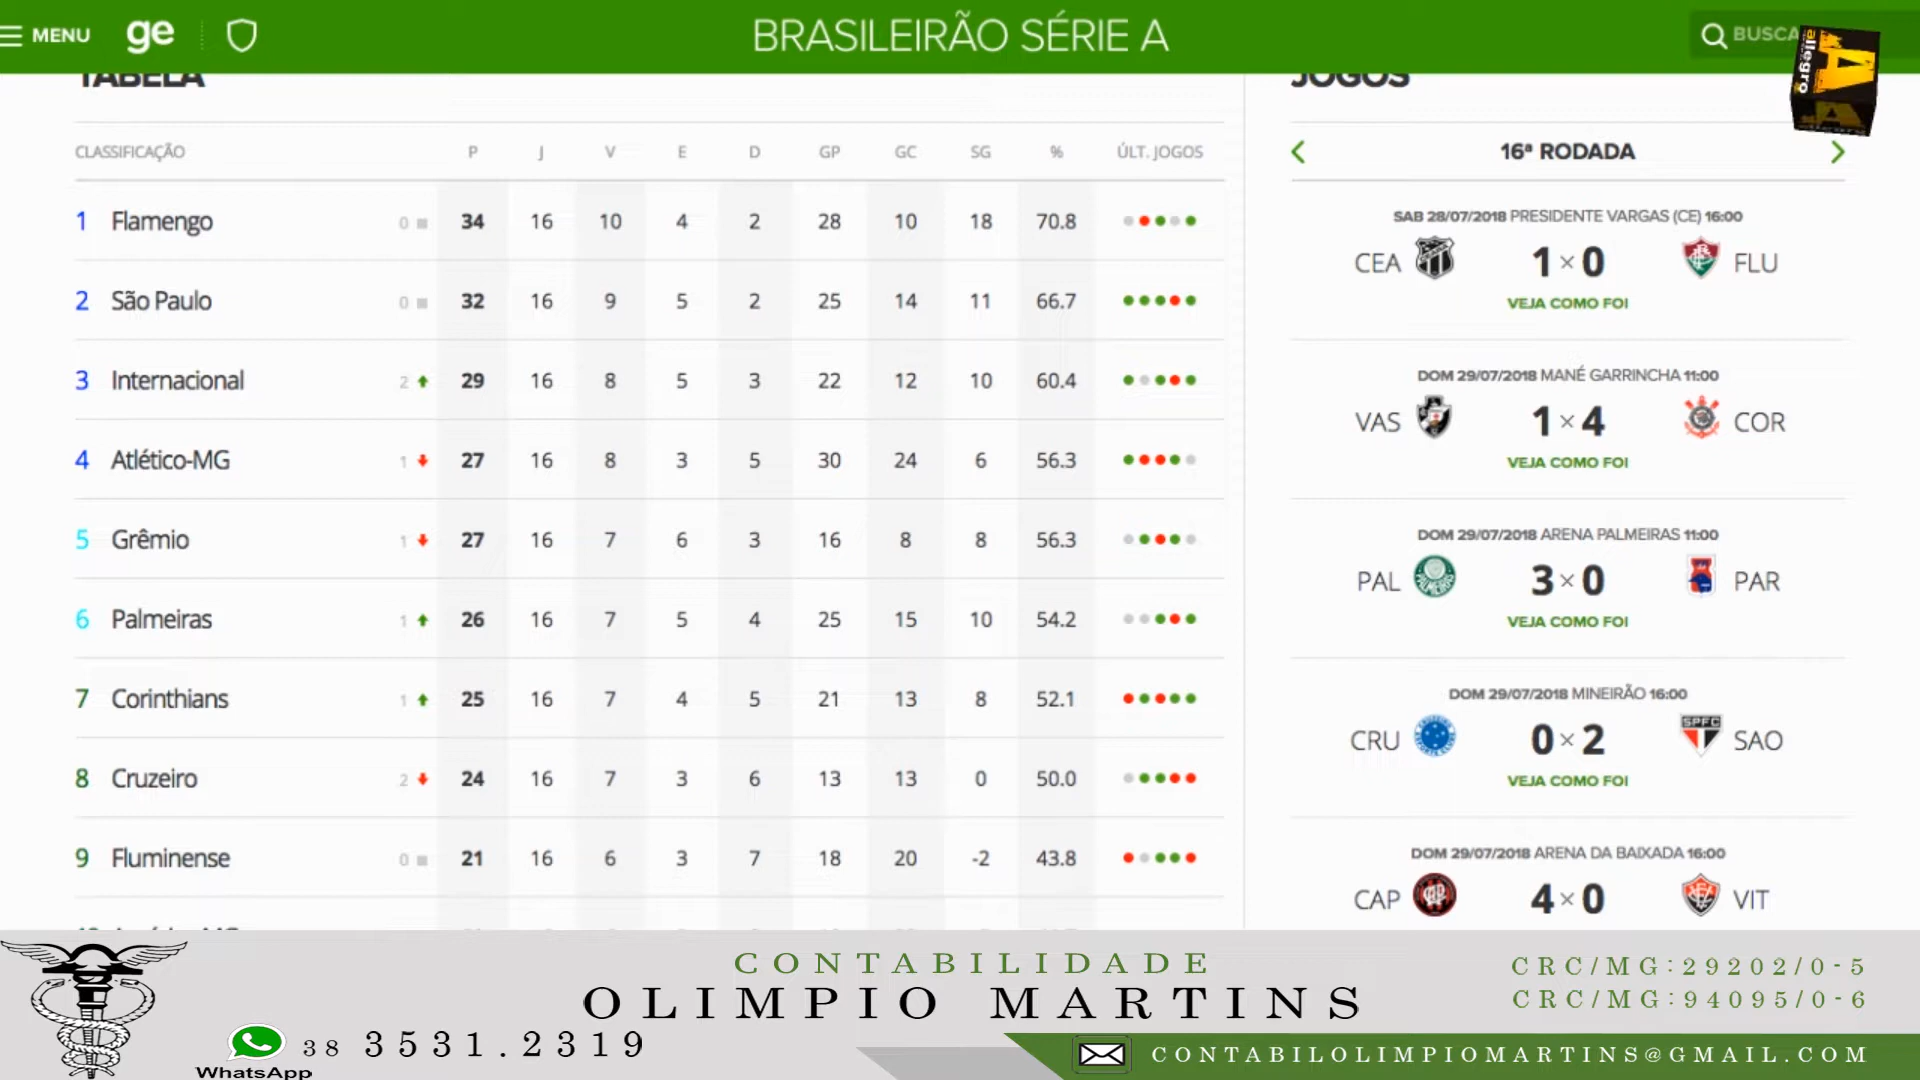 MENU ge BRASILEIRÃO SÉRIE A BUSCA
allegro A
TABELA
CLASSIFICAÇÃO P J V E D GP GC SG % ÚLT. JOGOS
1 Flamengo 0 34 16 10 4 2 28 10 18 70.8
2 São Paulo 0 32 16 9 5 2 25 14 11 66.7
3 Internacional 2 29 16 8 5 3 22 12 10 60.4
4 Atlético-MG 1 27 16 8 3 5 30 24 6 56.3
5 Grêmio 1 27 16 7 6 3 16 8 8 56.3
6 Palmeiras 1 26 16 7 5 4 25 15 10 54.2
7 Corinthians 1 25 16 7 4 5 21 13 8 52.1
8 Cruzeiro 2 24 16 7 3 6 13 13 0 50.0
9 Fluminense 0 21 16 6 3 7 18 20 -2 43.8
JOGOS
16ª RODADA
SAB 28/07/2018 PRESIDENTE VARGAS (CE) 16:00
CEA 1 × 0 FLU
VEJA COMO FOI
DOM 29/07/2018 MANÉ GARRINCHA 11:00
VAS 1 × 4 COR
VEJA COMO FOI
DOM 29/07/2018 ARENA PALMEIRAS 11:00
PAL 3 × 0 PAR
VEJA COMO FOI
DOM 29/07/2018 MINEIRÃO 16:00
CRU 0 × 2 SPFC SAO
VEJA COMO FOI
DOM 29/07/2018 ARENA DA BAIXADA 16:00
CAP 4 × 0 VIT
CONTABILIDADE
OLIMPIO MARTINS
CRC/MG:29202/0-5
CRC/MG:94095/0-6
WhatsApp 38 3531.2319
CONTABILOLIMPIOMARTINS@GMAIL.COM